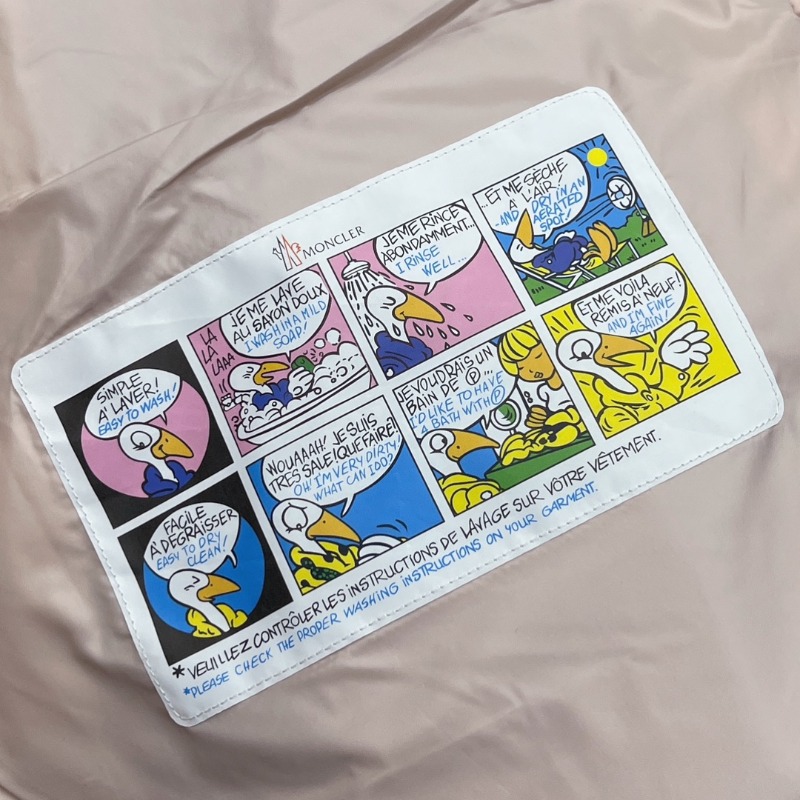 MONCLER
SIMPLE
A' LAVER!
EASY TO WASH!
LA
LA
LAAA
JE ME LAVE
AU SAVON DOUX
I WASH IN A MILD
SOAP!
JE ME RINCE
ABONDAMMENT...
I RINSE
WELL...
...ET ME SÈCHE
A' L'AIR!
...AND DRY IN AN
AERATED
SPOT!
FACILE
A' DÉGRAISSER
EASY TO DRY
CLEAN!
WOUAAAH! JE SUIS
TRES SALE! QUE FAIRE?
OH! I'M VERY DIRTY!
WHAT CAN I DO?
JE VOUDRAIS UN
BAIN DE Ⓟ...
I'D LIKE TO HAVE
A BATH WITH Ⓟ
ET ME VOILA
REMIS A' NEUF!
AND I'M FINE
AGAIN!
*VEUILLEZ CONTRÔLER LES INSTRUCTIONS DE LAVAGE SUR VÔTRE VÊTEMENT.
*PLEASE CHECK THE PROPER WASHING INSTRUCTIONS ON YOUR GARMENT.